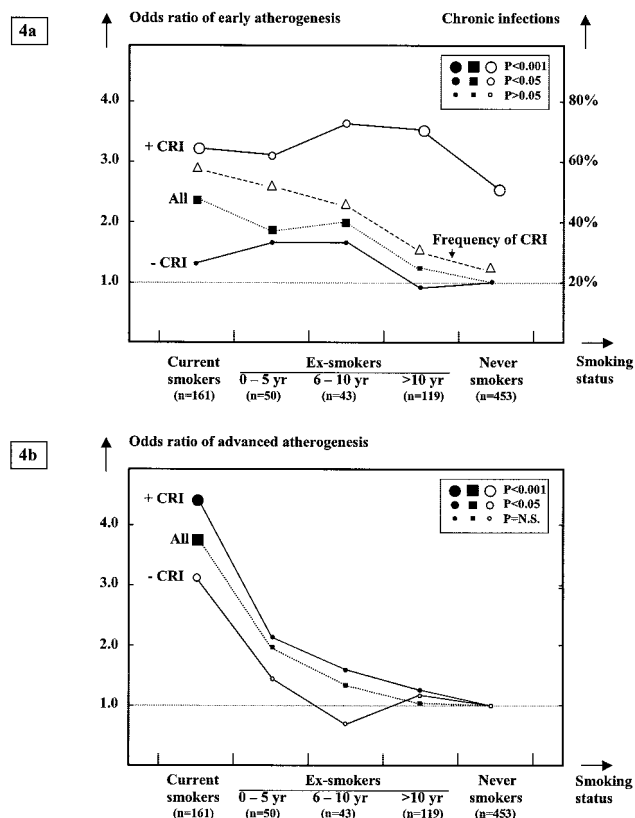 4a
Odds ratio of early atherogenesis
Chronic infections
P<0.001
P<0.05
P>0.05
4.0
80%
+ CRI
3.0
60%
All
2.0
40%
Frequency of CRI
- CRI
1.0
20%
Current
smokers
(n=161)
Ex-smokers
0 – 5 yr
6 – 10 yr
>10 yr
(n=50)
(n=43)
(n=119)
Never
smokers
(n=453)
Smoking
status
4b
Odds ratio of advanced atherogenesis
P<0.001
P<0.05
P=N.S.
+ CRI
4.0
All
- CRI
3.0
2.0
1.0
Current
smokers
(n=161)
Ex-smokers
0 – 5 yr
6 – 10 yr
>10 yr
(n=50)
(n=43)
(n=119)
Never
smokers
(n=453)
Smoking
status